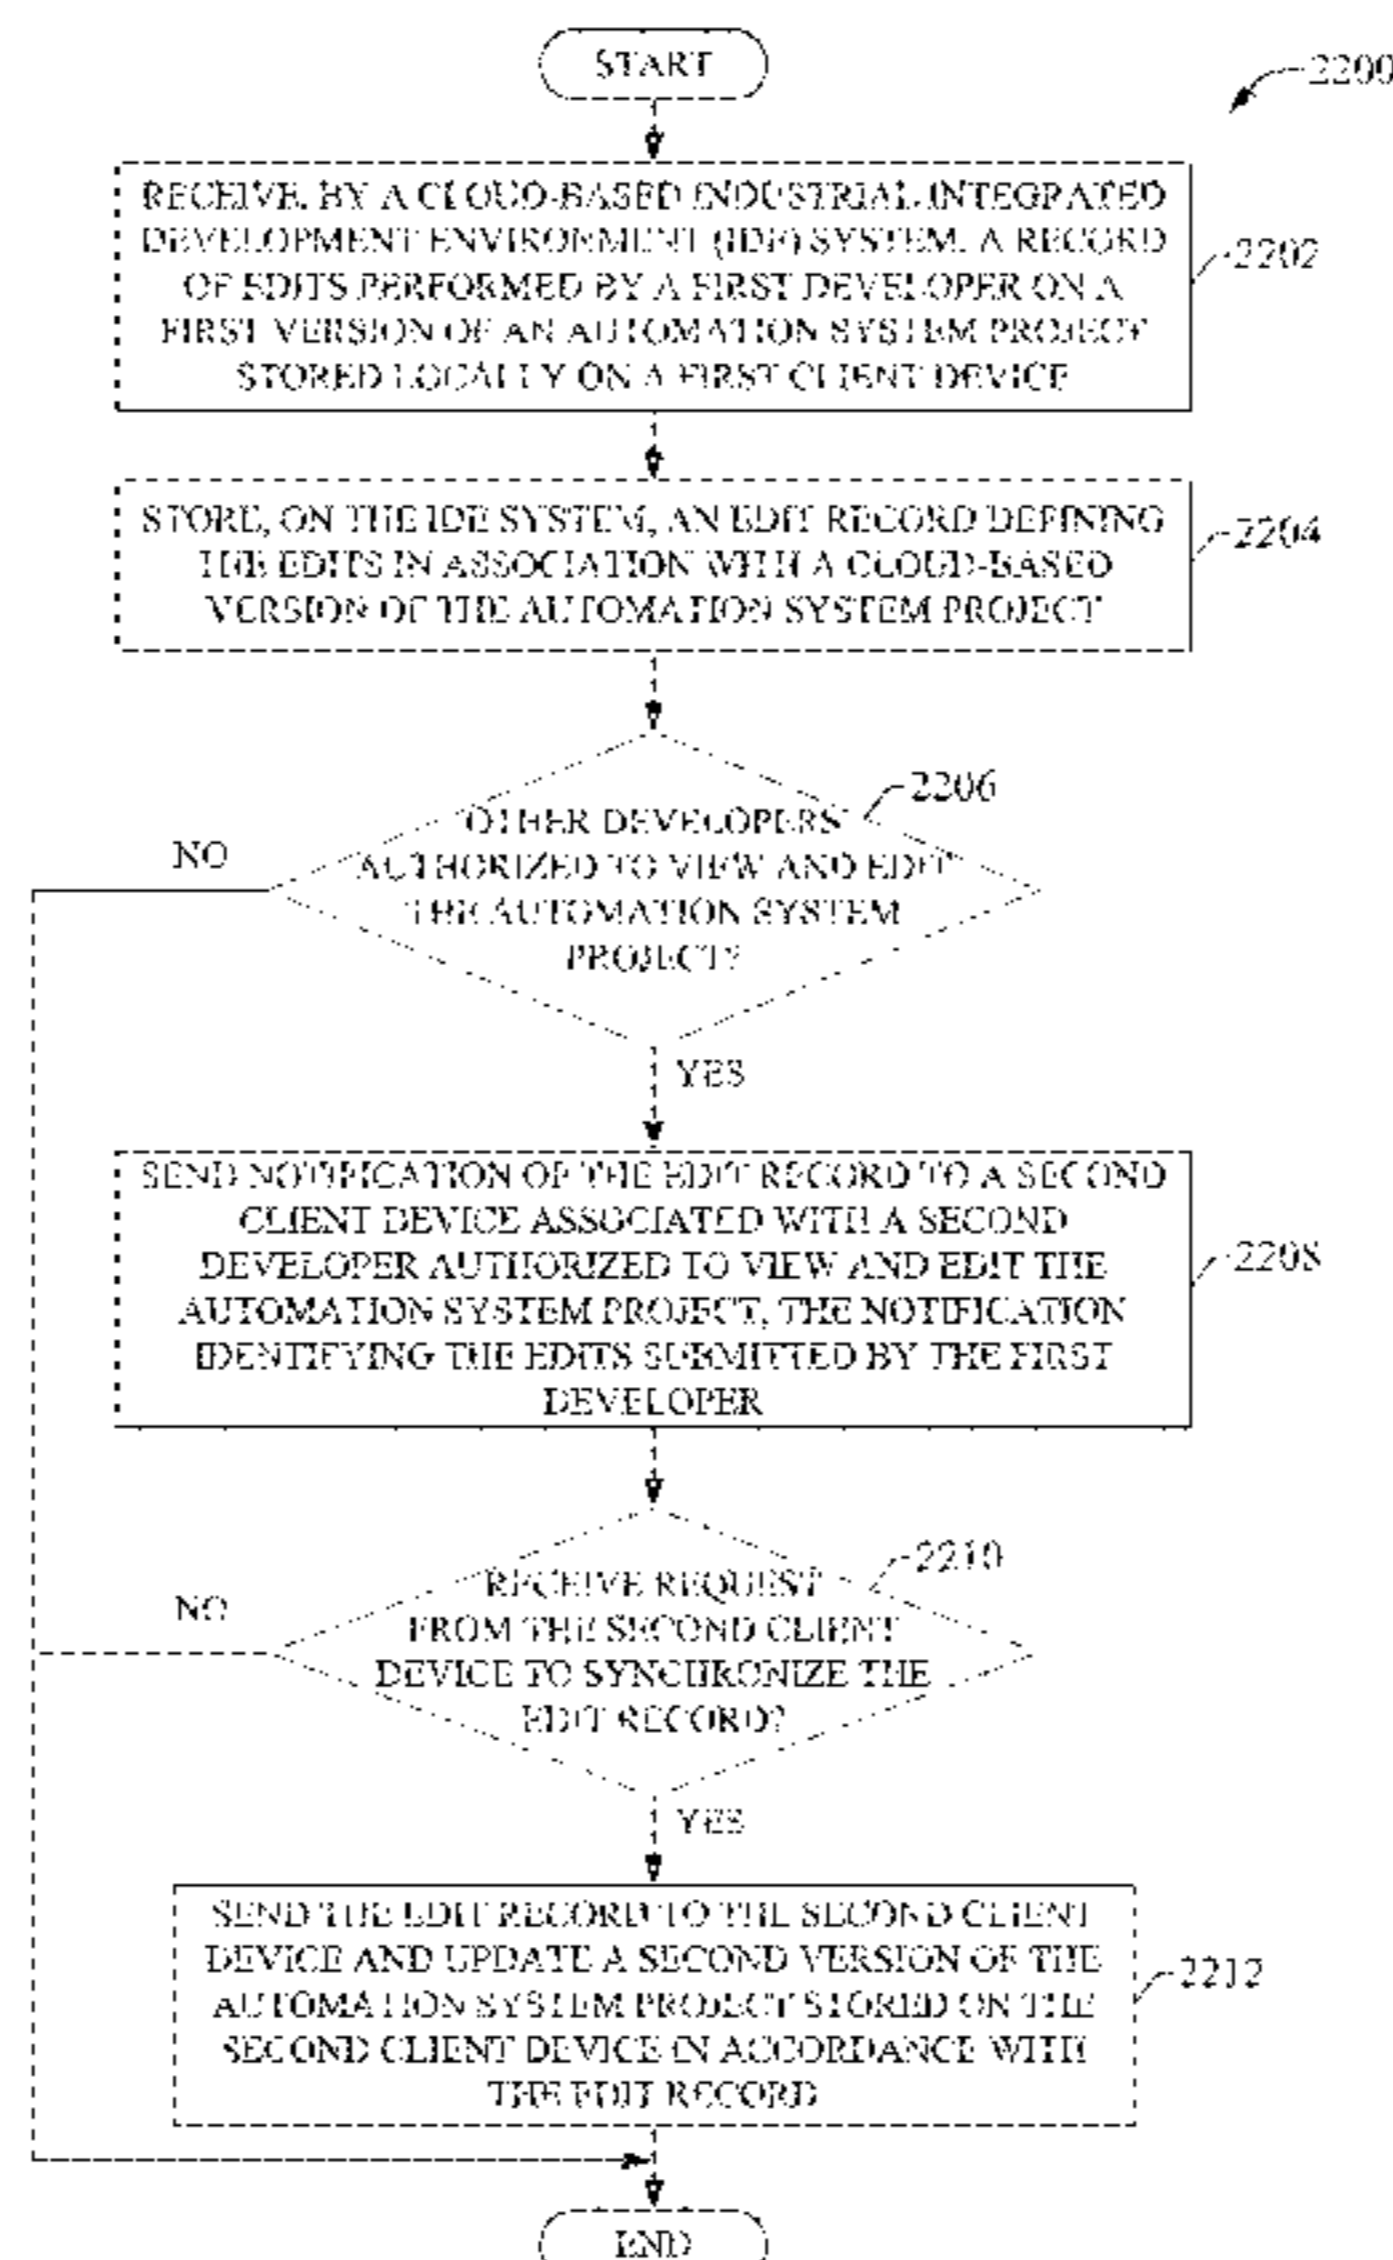 START
2200
RECEIVE, BY A CLOUD-BASED INDUSTRIAL INTEGRATED
DEVELOPMENT ENVIRONMENT (IDE) SYSTEM, A RECORD
OF EDITS PERFORMED BY A FIRST DEVELOPER ON A
FIRST VERSION OF AN AUTOMATION SYSTEM PROJECT
STORED LOCALLY ON A FIRST CLIENT DEVICE
2202
STORE, ON THE IDE SYSTEM, AN EDIT RECORD DEFINING
THE EDITS IN ASSOCIATION WITH A CLOUD-BASED
VERSION OF THE AUTOMATION SYSTEM PROJECT
2204
2206
OTHER DEVELOPERS
AUTHORIZED TO VIEW AND EDIT
THE AUTOMATION SYSTEM
PROJECT?
NO
YES
SEND NOTIFICATION OF THE EDIT RECORD TO A SECOND
CLIENT DEVICE ASSOCIATED WITH A SECOND
DEVELOPER AUTHORIZED TO VIEW AND EDIT THE
AUTOMATION SYSTEM PROJECT, THE NOTIFICATION
IDENTIFYING THE EDITS SUBMITTED BY THE FIRST
DEVELOPER
2208
2210
RECEIVE REQUEST
FROM THE SECOND CLIENT
DEVICE TO SYNCHRONIZE THE
EDIT RECORD?
NO
YES
SEND THE EDIT RECORD TO THE SECOND CLIENT
DEVICE AND UPDATE A SECOND VERSION OF THE
AUTOMATION SYSTEM PROJECT STORED ON THE
SECOND CLIENT DEVICE IN ACCORDANCE WITH
THE EDIT RECORD
2212
END